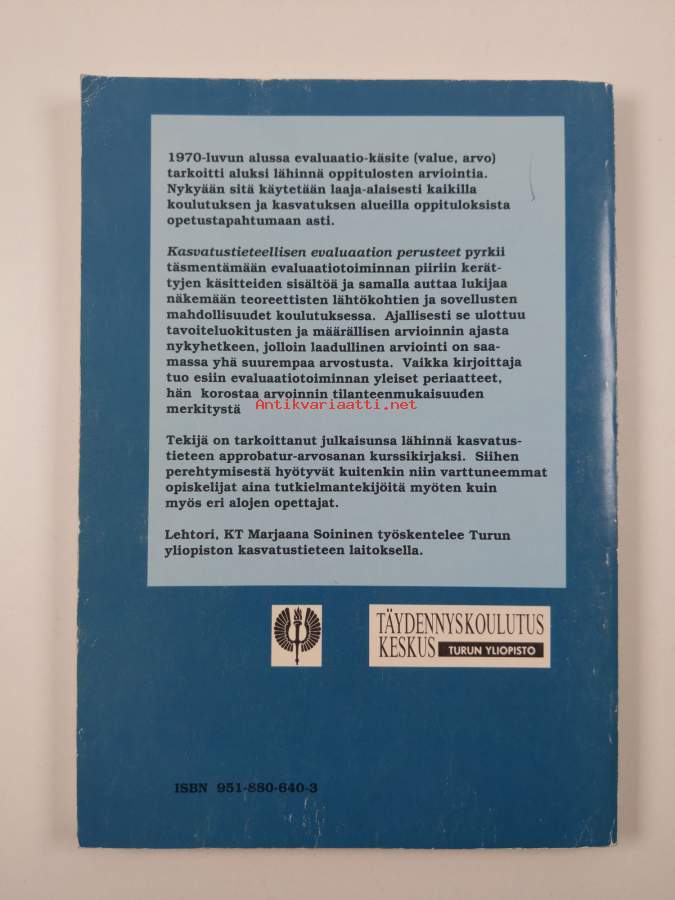 1970-luvun alussa evaluaatio-käsite (value, arvo)
tarkoitti aluksi lähinnä oppitulosten arviointia.
Nykyään sitä käytetään laaja-alaisesti kaikilla
koulutuksen ja kasvatuksen alueilla oppituloksista
opetustapahtumaan asti.
Kasvatustieteellisen evaluaation perusteet pyrkii
täsmentämään evaluaatiotoiminnan piiriin kerät-
tyjen käsitteiden sisältöä ja samalla auttaa lukijaa
näkemään teoreettisten lähtökohtien ja sovellusten
mahdollisuudet koulutuksessa. Ajallisesti se ulottuu
tavoiteluokitusten ja määrällisen arvioinnin ajasta
nykyhetkeen, jolloin laadullinen arviointi on saa-
massa yhä suurempaa arvostusta. Vaikka kirjoittaja
tuo esiin evaluaatiotoiminnan yleiset periaatteet,
hän korostaa arvoinnin tilanteenmukaisuuden
merkitystä
Antikvariaatti.net
Tekijä on tarkoittanut julkaisunsa lähinnä kasvatus-
tieteen approbatur-arvosanan kurssikirjaksi. Siihen
perehtymisestä hyötyvät kuitenkin niin varttuneemmat
opiskelijat aina tutkielmantekijöitä myöten kuin
myös eri alojen opettajat.
Lehtori, KT Marjaana Soininen työskentelee Turun
yliopiston kasvatustieteen laitoksella.
TÄYDENNYSKOULUTUS
KESKUS TURUN YLIOPISTO
ISBN 951-880-640-3